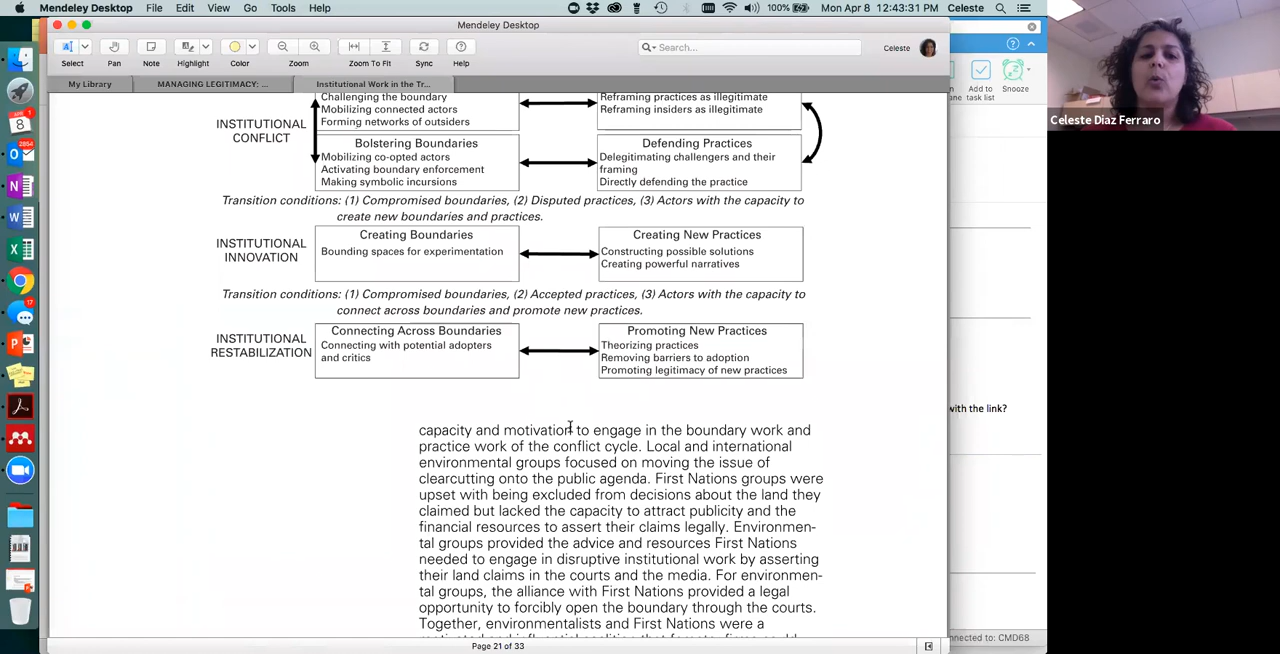 Mendeley Desktop File Edit View Go Tools Help 100% Mon Apr 8 12:43:31 PM Celeste
Mendeley Desktop
Search... Celeste
Select Pan Note Highlight Color Zoom Zoom To Fit Sync Help
My Library MANAGING LEGITIMACY: ... Institutional Work in the Tr...
Add to task list
Snooze
Celeste Diaz Ferraro
INSTITUTIONAL
CONFLICT
Challenging the boundary
Mobilizing connected actors
Forming networks of outsiders
Reframing practices as illegitimate
Reframing insiders as illegitimate
Bolstering Boundaries
Mobilizing co-opted actors
Activating boundary enforcement
Making symbolic incursions
Defending Practices
Delegitimating challengers and their
framing
Directly defending the practice
Transition conditions: (1) Compromised boundaries, (2) Disputed practices, (3) Actors with the capacity to
create new boundaries and practices.
INSTITUTIONAL
INNOVATION
Creating Boundaries
Bounding spaces for experimentation
Creating New Practices
Constructing possible solutions
Creating powerful narratives
Transition conditions: (1) Compromised boundaries, (2) Accepted practices, (3) Actors with the capacity to
connect across boundaries and promote new practices.
INSTITUTIONAL
RESTABILIZATION
Connecting Across Boundaries
Connecting with potential adopters
and critics
Promoting New Practices
Theorizing practices
Removing barriers to adoption
Promoting legitimacy of new practices
with the link?
capacity and motivation to engage in the boundary work and
practice work of the conflict cycle. Local and international
environmental groups focused on moving the issue of
clearcutting onto the public agenda. First Nations groups were
upset with being excluded from decisions about the land they
claimed but lacked the capacity to attract publicity and the
financial resources to assert their claims legally. Environmen-
tal groups provided the advice and resources First Nations
needed to engage in disruptive institutional work by asserting
their land claims in the courts and the media. For environmen-
tal groups, the alliance with First Nations provided a legal
opportunity to forcibly open the boundary through the courts.
Together, environmentalists and First Nations were a
Page 21 of 33
nnected to: CMD68